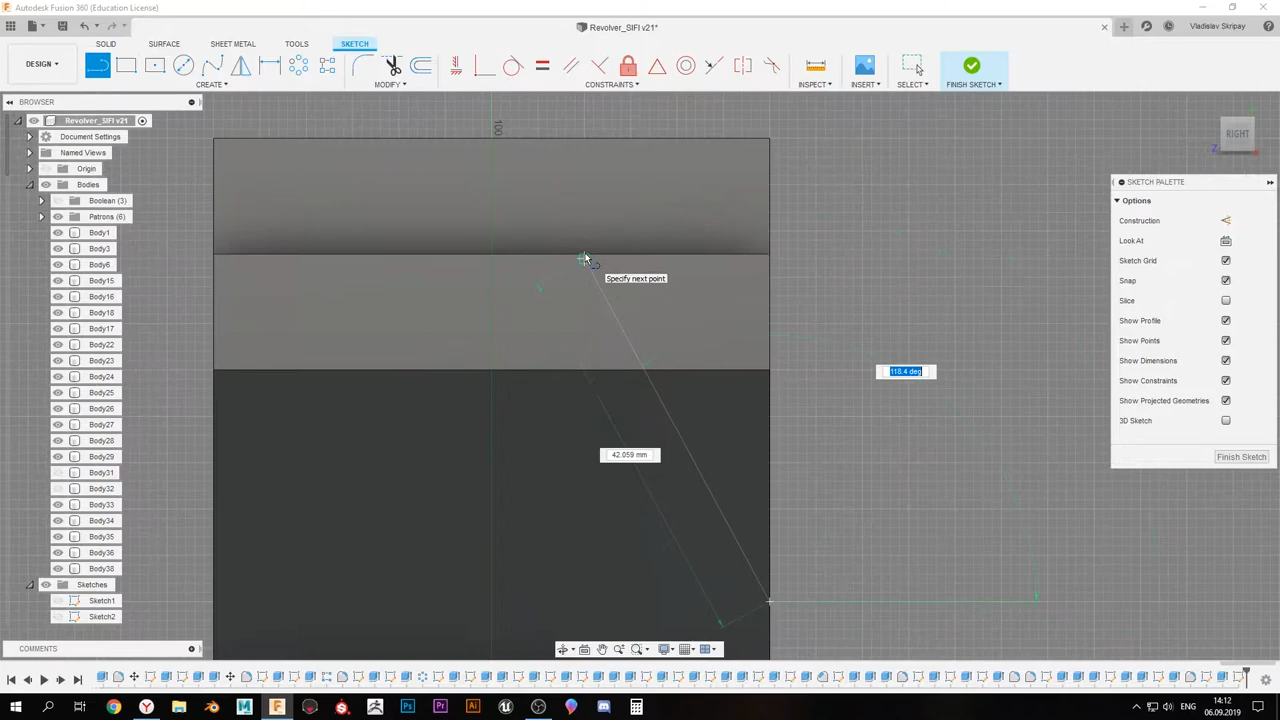 Autodesk Fusion 360 (Education License)
Revolver_SIFI v21*
Vladislav Skripay
DESIGN
SOLID
SURFACE
SHEET METAL
TOOLS
SKETCH
CREATE
MODIFY
CONSTRAINTS
INSPECT
INSERT
SELECT
FINISH SKETCH
BROWSER
Revolver_SIFI v21
Document Settings
Named Views
Origin
Bodies
Boolean (3)
Patrons (6)
Body1
Body3
Body6
Body15
Body16
Body18
Body17
Body22
Body23
Body24
Body25
Body26
Body27
Body28
Body29
Body31
Body32
Body33
Body34
Body35
Body36
Body38
Sketches
Sketch1
Sketch2
COMMENTS
100
Specify next point
118.4 deg
42.059 mm
RIGHT
Z
SKETCH PALETTE
Options
Construction
Look At
Sketch Grid
Snap
Slice
Show Profile
Show Points
Show Dimensions
Show Constraints
Show Projected Geometries
3D Sketch
Finish Sketch
ENG
14:12
06.09.2019